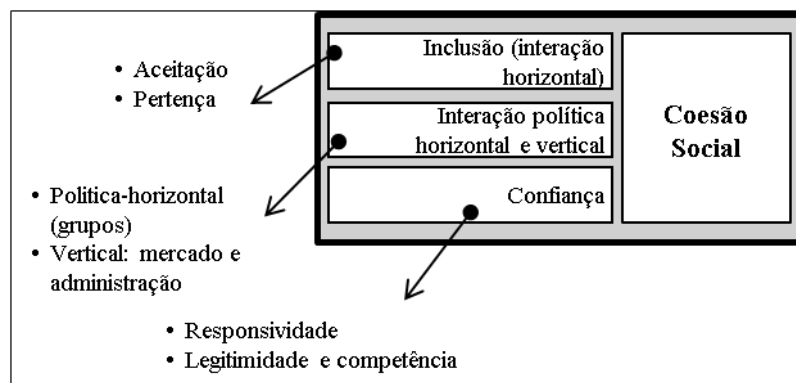 Inclusão (interação
horizontal)
• Aceitação
• Pertença
Interação política
horizontal e vertical
Coesão
Social
Confiança
• Politica-horizontal
(grupos)
• Vertical: mercado e
administração
• Responsividade
• Legitimidade e competência